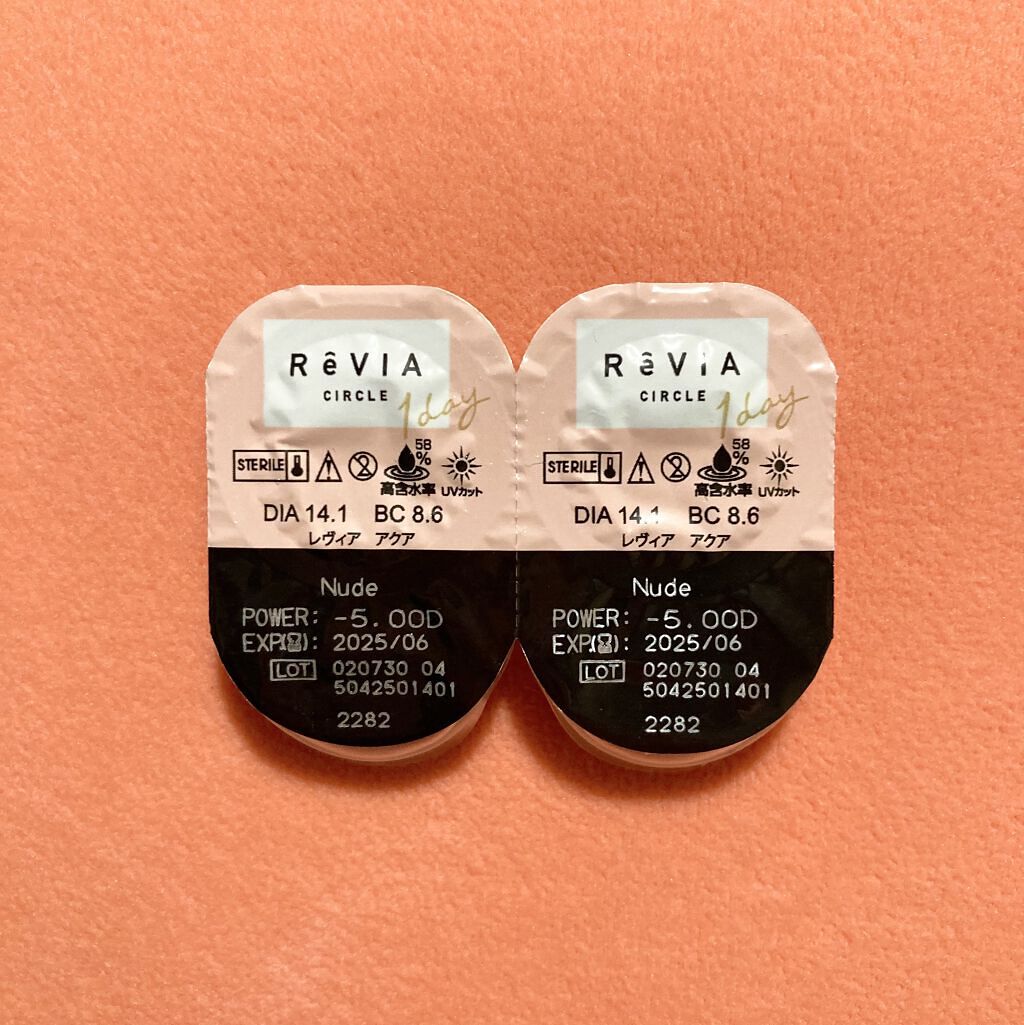 RêVIA
CIRCLE
1day
STERILE
58
%
高含水率 UVカット
DIA 14.1 BC 8.6
レヴィア アクア
Nude
POWER: -5.00D
EXP(): 2025/06
LOT 020730 04
5042501401
2282
RêVIA
CIRCLE
1day
STERILE
58
%
高含水率 UVカット
DIA 14.1 BC 8.6
レヴィア アクア
Nude
POWER: -5.00D
EXP(): 2025/06
LOT 020730 04
5042501401
2282